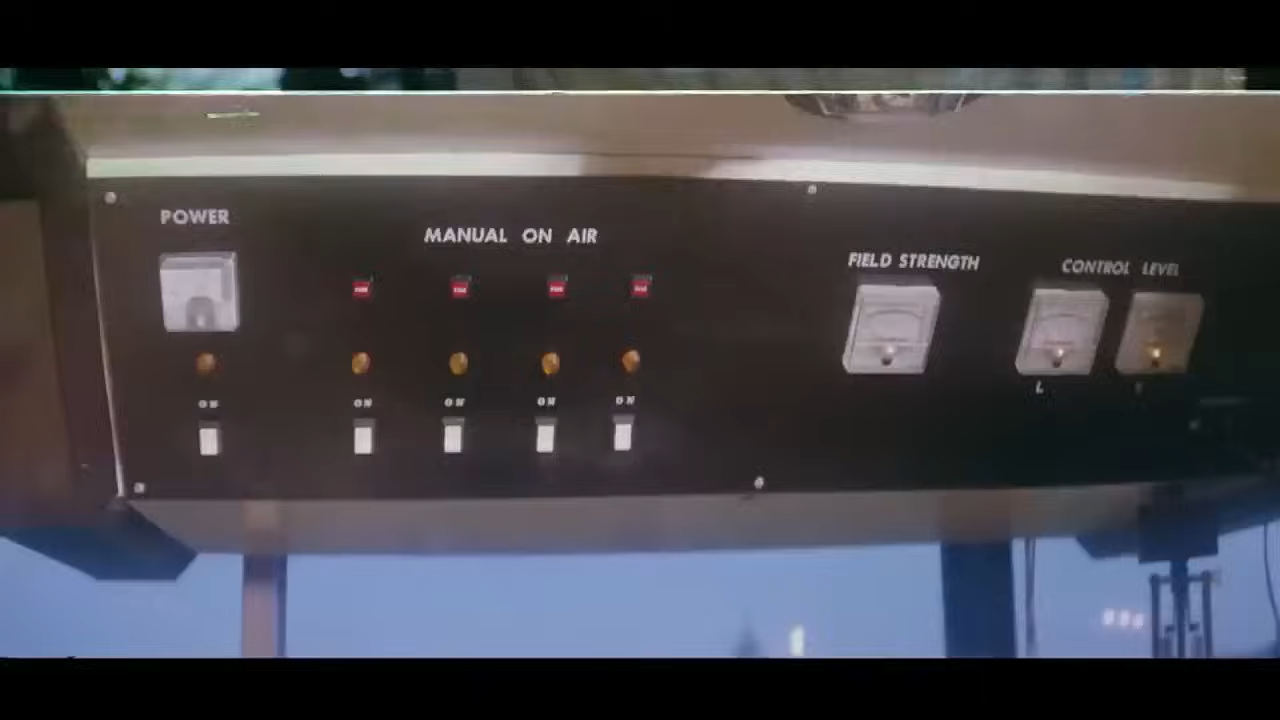 POWER
MANUAL ON AIR
FIELD STRENGTH
CONTROL LEVEL
ON
ON
ON
ON
ON
L